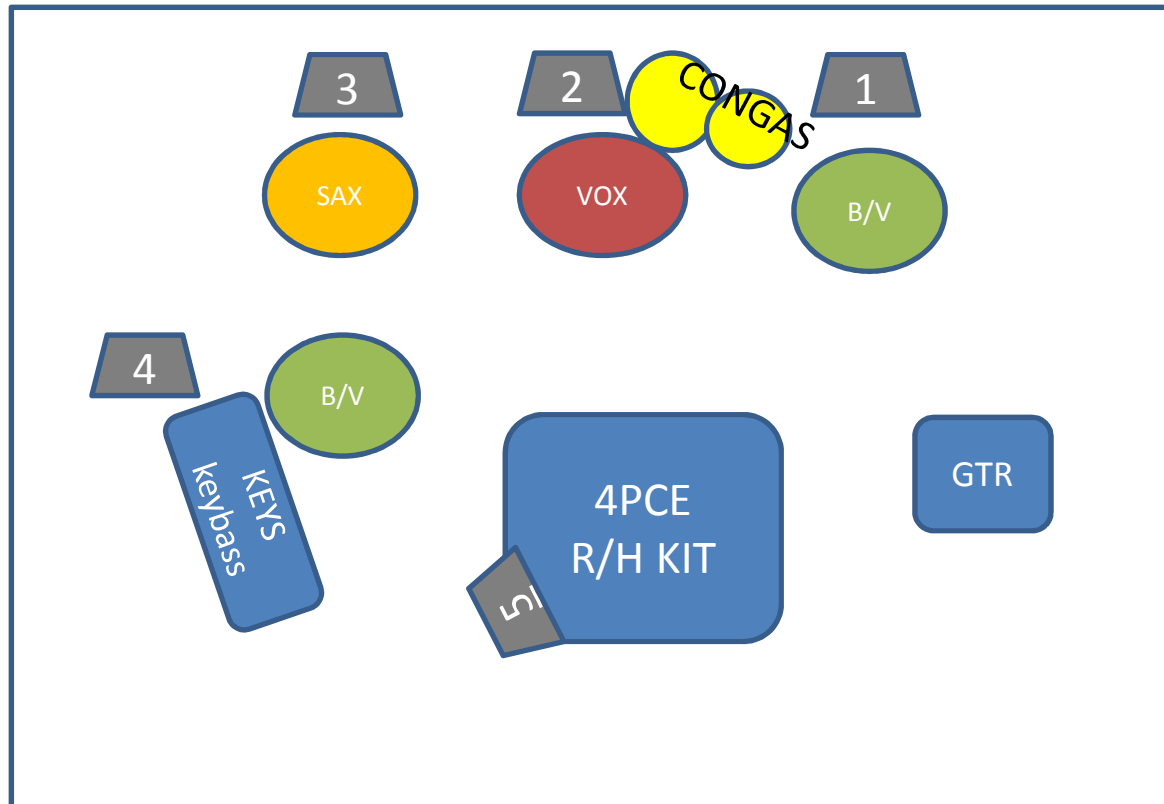 3
2
CONGAS
1
SAX
VOX
B/V
4
B/V
KEYS
keybass
4PCE
R/H KIT
GTR
5